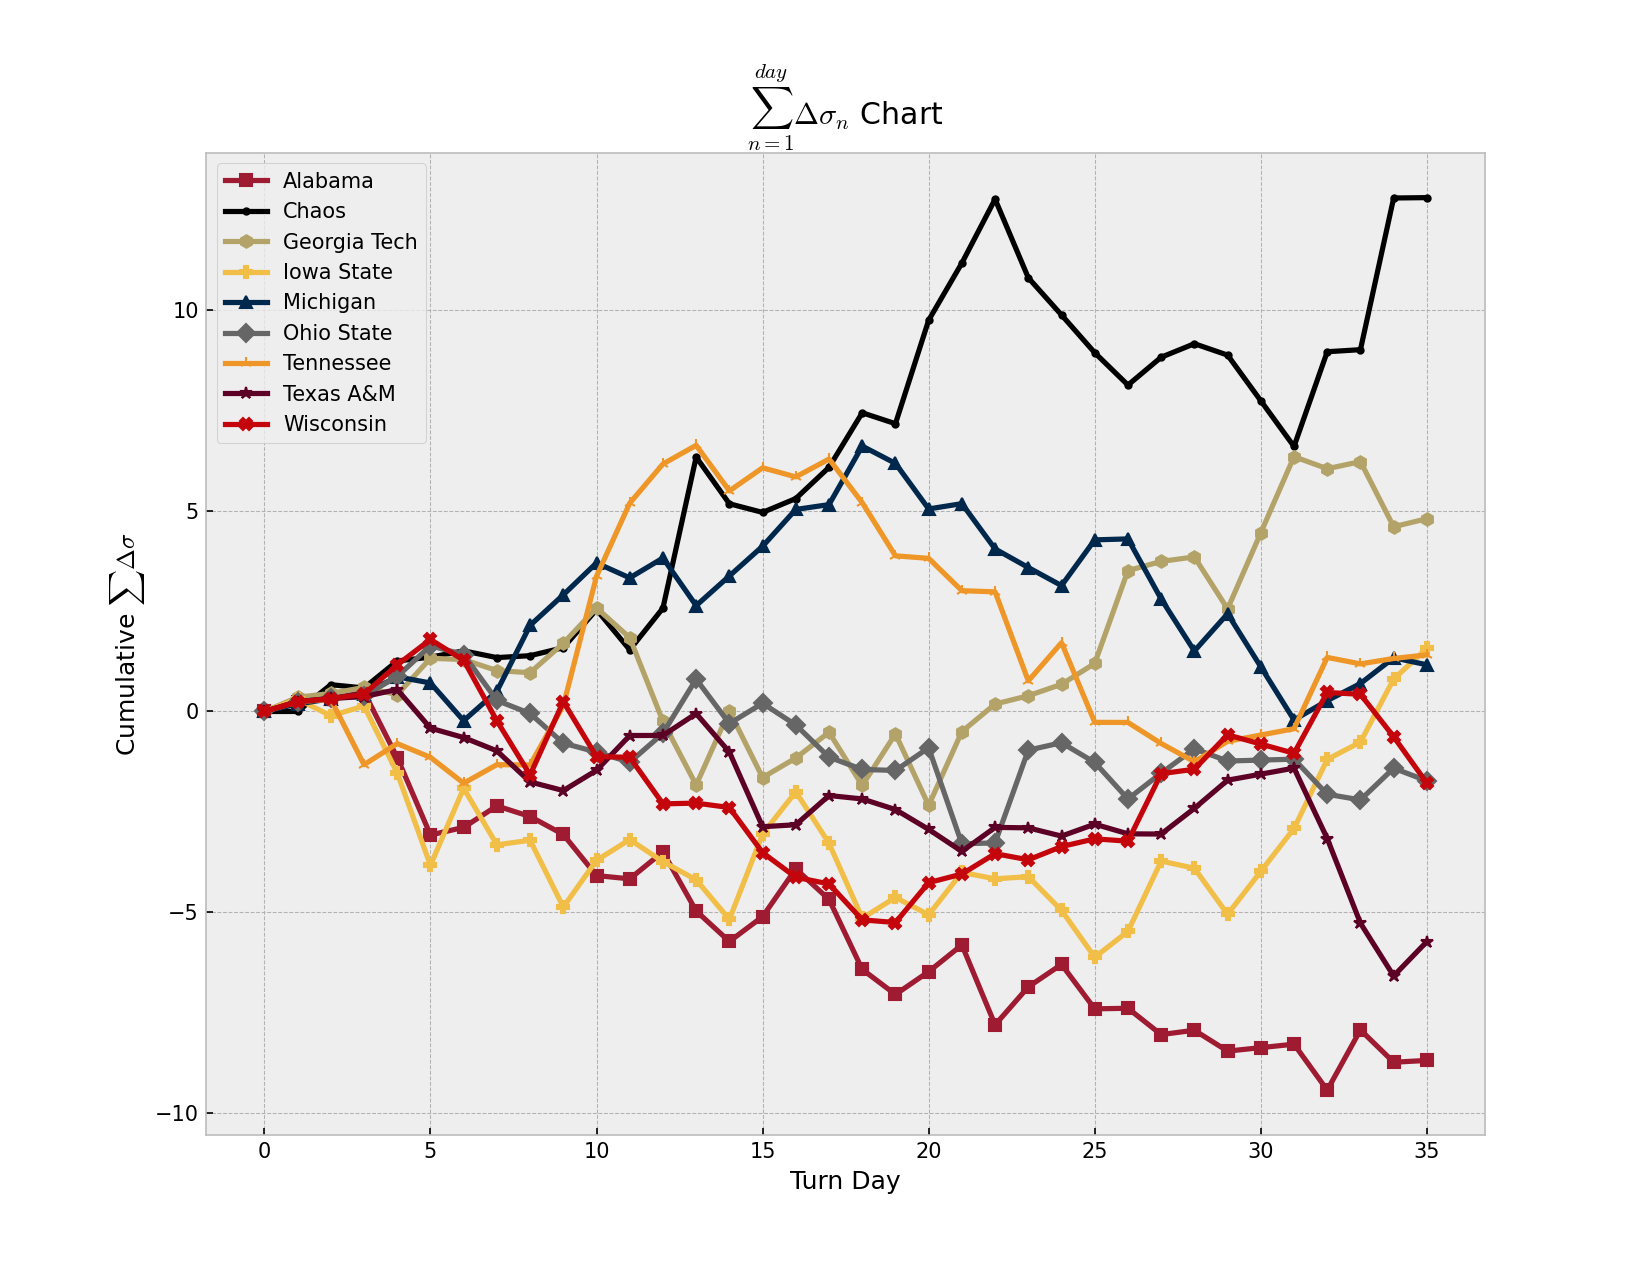 day
∑ Δσn Chart
n = 1
Alabama
Chaos
Georgia Tech
Iowa State
Michigan
Ohio State
Tennessee
Texas A&M
Wisconsin
10
5
0
−5
−10
Cumulative ∑ Δσ
0 5 10 15 20 25 30 35
Turn Day